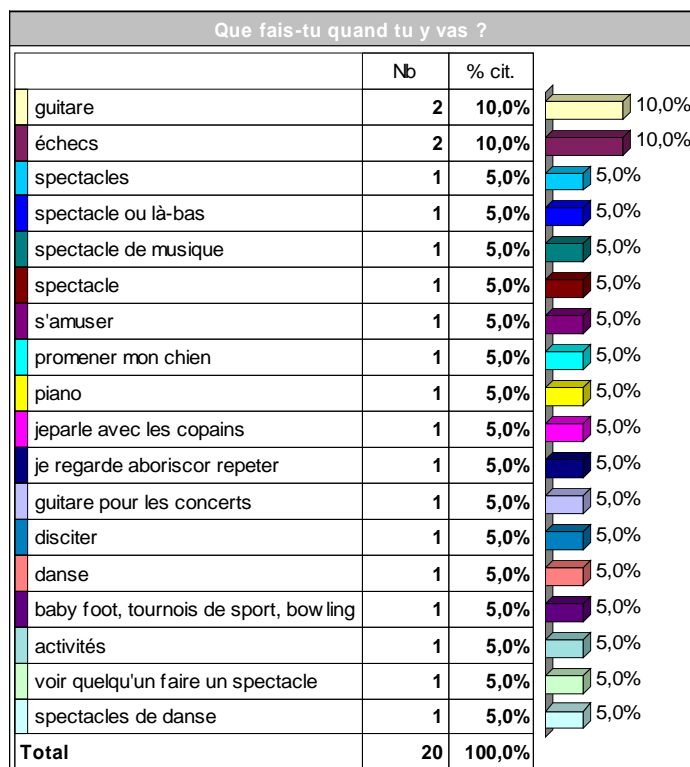 Que fais-tu quand tu y vas ?
Nb % cit.
guitare 2 10,0% 10,0%
échecs 2 10,0% 10,0%
spectacles 1 5,0% 5,0%
spectacle ou là-bas 1 5,0% 5,0%
spectacle de musique 1 5,0% 5,0%
spectacle 1 5,0% 5,0%
s'amuser 1 5,0% 5,0%
promener mon chien 1 5,0% 5,0%
piano 1 5,0% 5,0%
jeparle avec les copains 1 5,0% 5,0%
je regarde aboriscor repeter 1 5,0% 5,0%
guitare pour les concerts 1 5,0% 5,0%
disciter 1 5,0% 5,0%
danse 1 5,0% 5,0%
baby foot, tournois de sport, bowling 1 5,0% 5,0%
activités 1 5,0% 5,0%
voir quelqu'un faire un spectacle 1 5,0% 5,0%
spectacles de danse 1 5,0% 5,0%
Total 20 100,0%